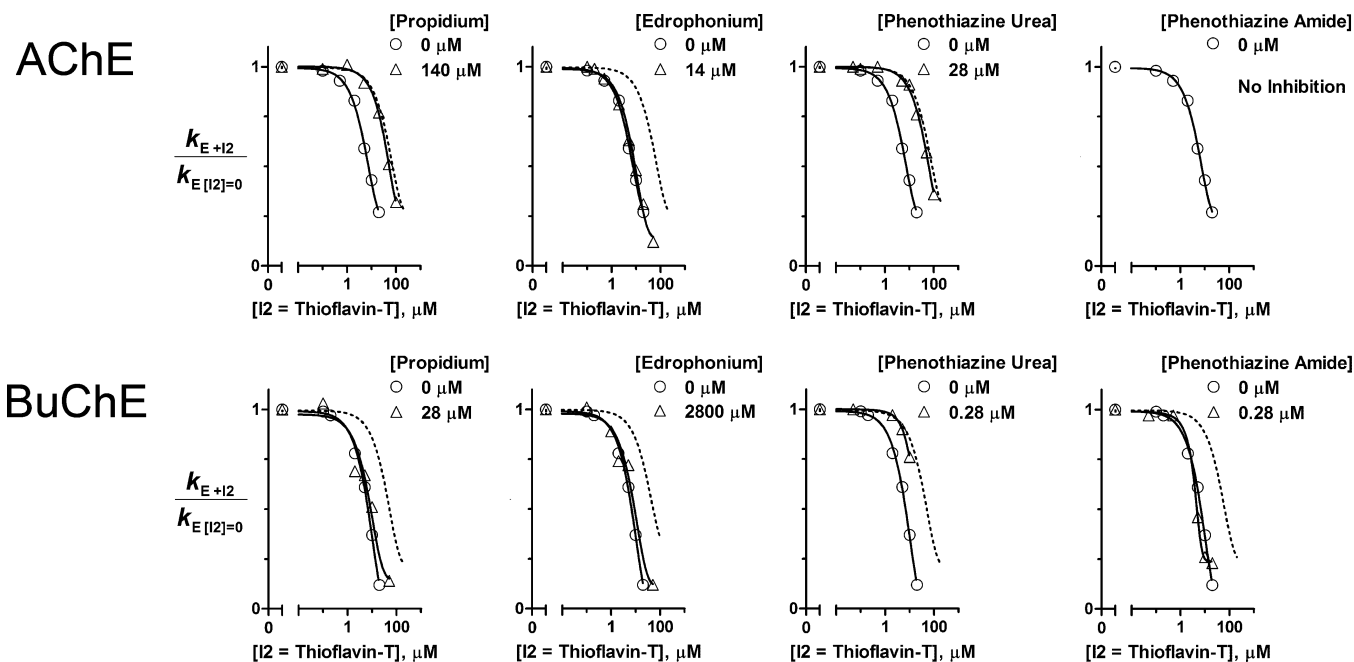 AChE
[Propidium]
0 μM
140 μM
[Edrophonium]
0 μM
14 μM
[Phenothiazine Urea]
0 μM
28 μM
[Phenothiazine Amide]
0 μM
No Inhibition
k E +I2
k E [I2]=0
1
0
0
1
100
[I2 = Thioflavin-T], μM
1
0
0
1
100
[I2 = Thioflavin-T], μM
1
0
0
1
100
[I2 = Thioflavin-T], μM
1
0
0
1
100
[I2 = Thioflavin-T], μM
BuChE
[Propidium]
0 μM
28 μM
[Edrophonium]
0 μM
2800 μM
[Phenothiazine Urea]
0 μM
0.28 μM
[Phenothiazine Amide]
0 μM
0.28 μM
k E +I2
k E [I2]=0
1
0
0
1
100
[I2 = Thioflavin-T], μM
1
0
0
1
100
[I2 = Thioflavin-T], μM
1
0
0
1
100
[I2 = Thioflavin-T], μM
1
0
0
1
100
[I2 = Thioflavin-T], μM